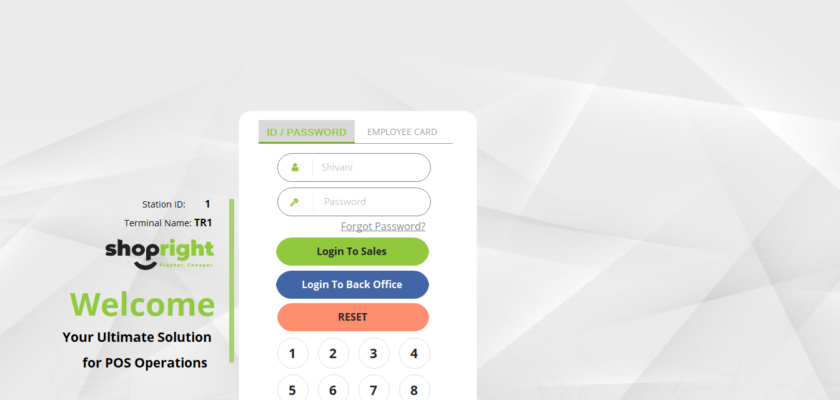 ID / PASSWORD EMPLOYEE CARD
Shivani
Password
Forgot Password?
Login To Sales
Login To Back Office
RESET
1 2 3 4
5 6 7 8
Station ID: 1
Terminal Name: TR1
shopright
Fresher. Cheaper.
Welcome
Your Ultimate Solution
for POS Operations